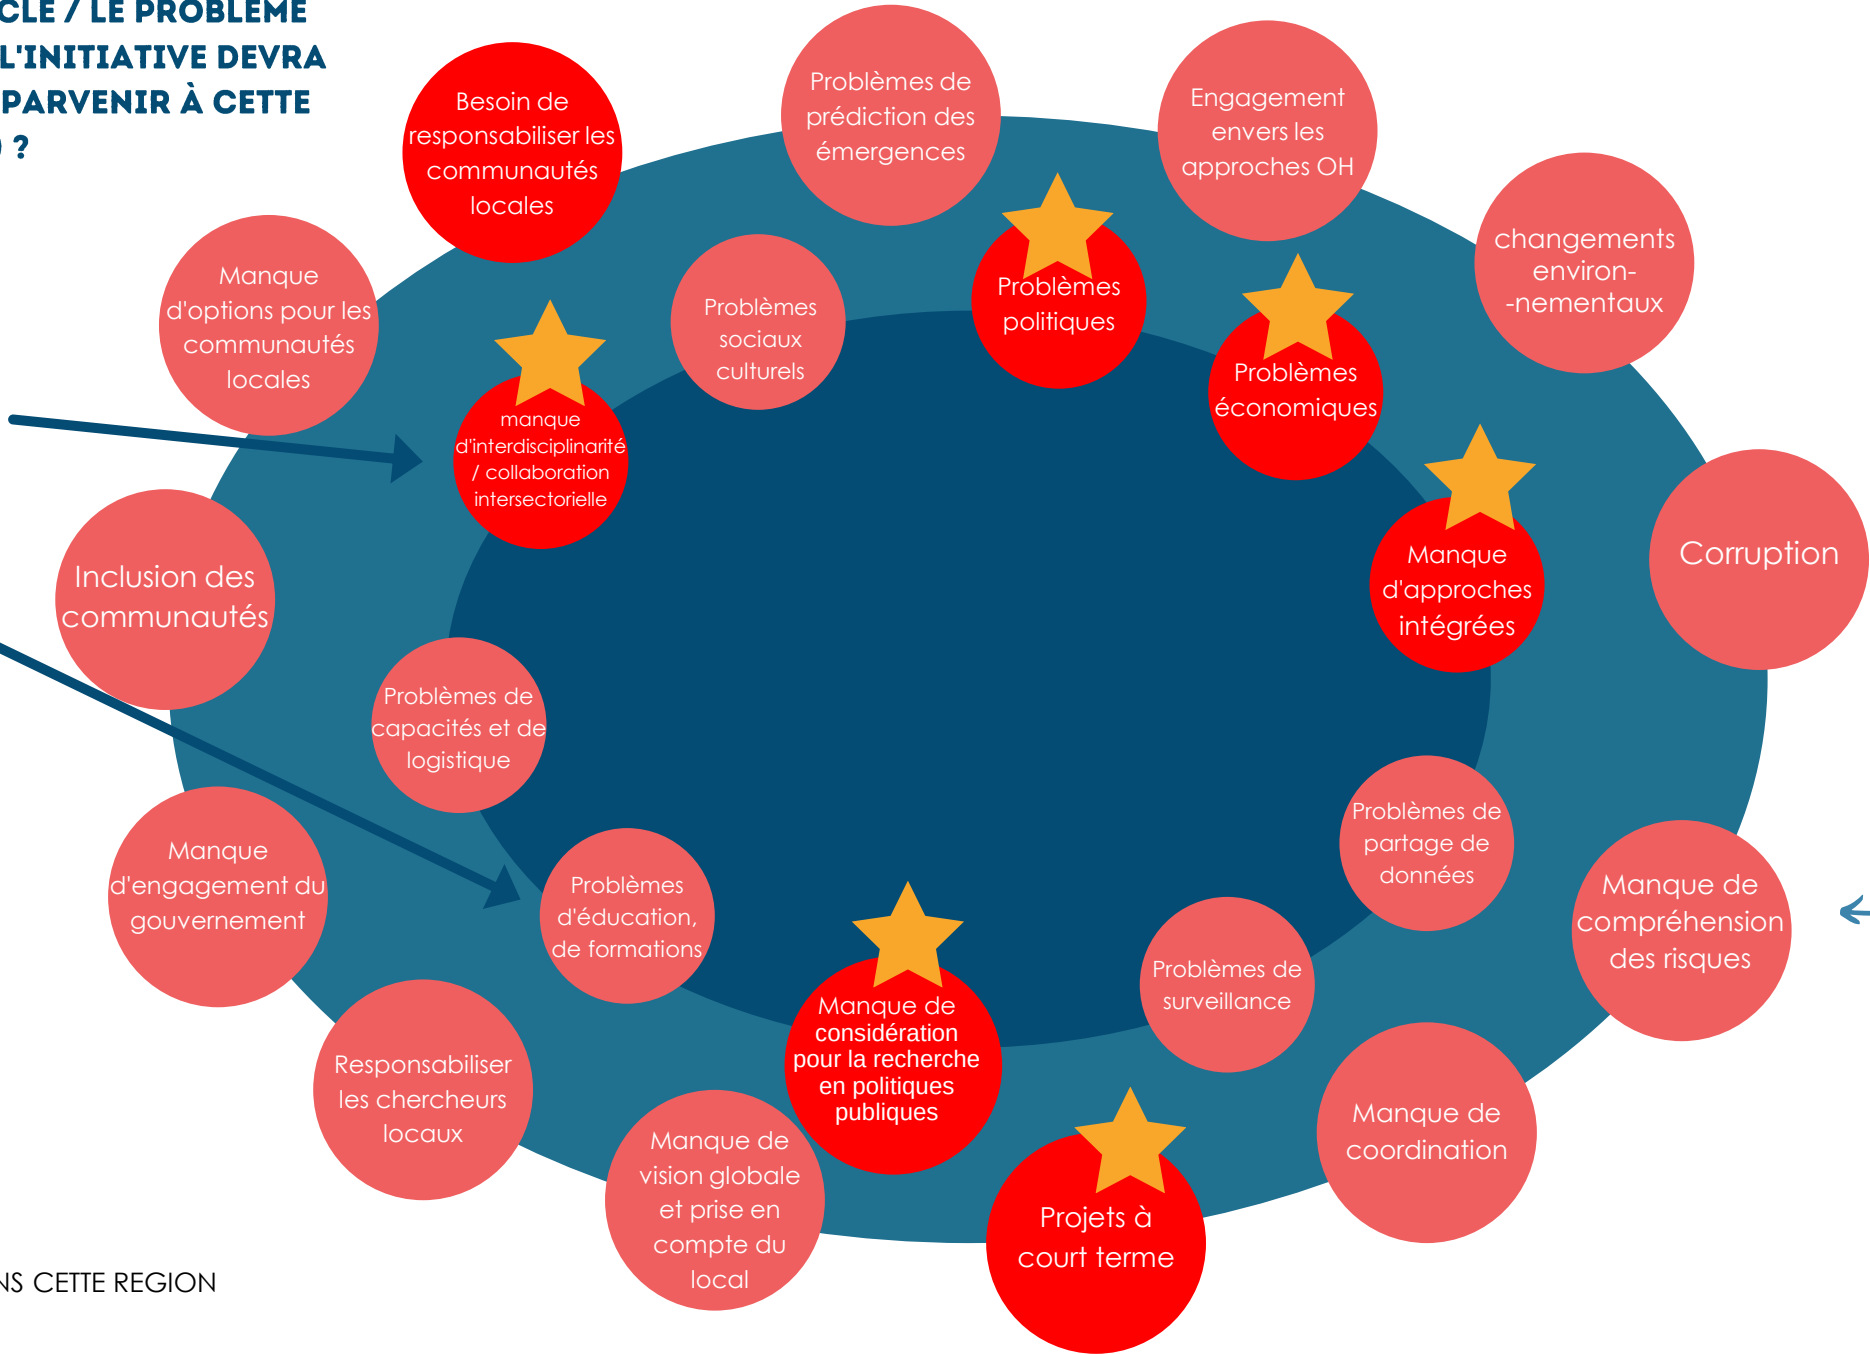 CLE / LE PROBLÈME
L'INITIATIVE DEVRA
PARVENIR À CETTE
?
Besoin de
responsabiliser les
communautés
locales
Problèmes de
prédiction des
émergences
Engagement
envers les
approches OH
changements
environ-
-nementaux
Manque
d'options pour les
communautés
locales
Problèmes
sociaux
culturels
Problèmes
politiques
Problèmes
économiques
manque
d'interdisciplinarité
/ collaboration
intersectorielle
Manque
d'approches
intégrées
Corruption
Inclusion des
communautés
Problèmes de
capacités et de
logistique
Problèmes de
partage de
données
Manque
d'engagement du
gouvernement
Problèmes
d'éducation,
de formations
Manque de
considération
pour la recherche
en politiques
publiques
Problèmes de
surveillance
Manque de
compréhension
des risques
Responsabiliser
les chercheurs
locaux
Manque de
vision globale
et prise en
compte du
local
Projets à
court terme
Manque de
coordination
NS CETTE REGION